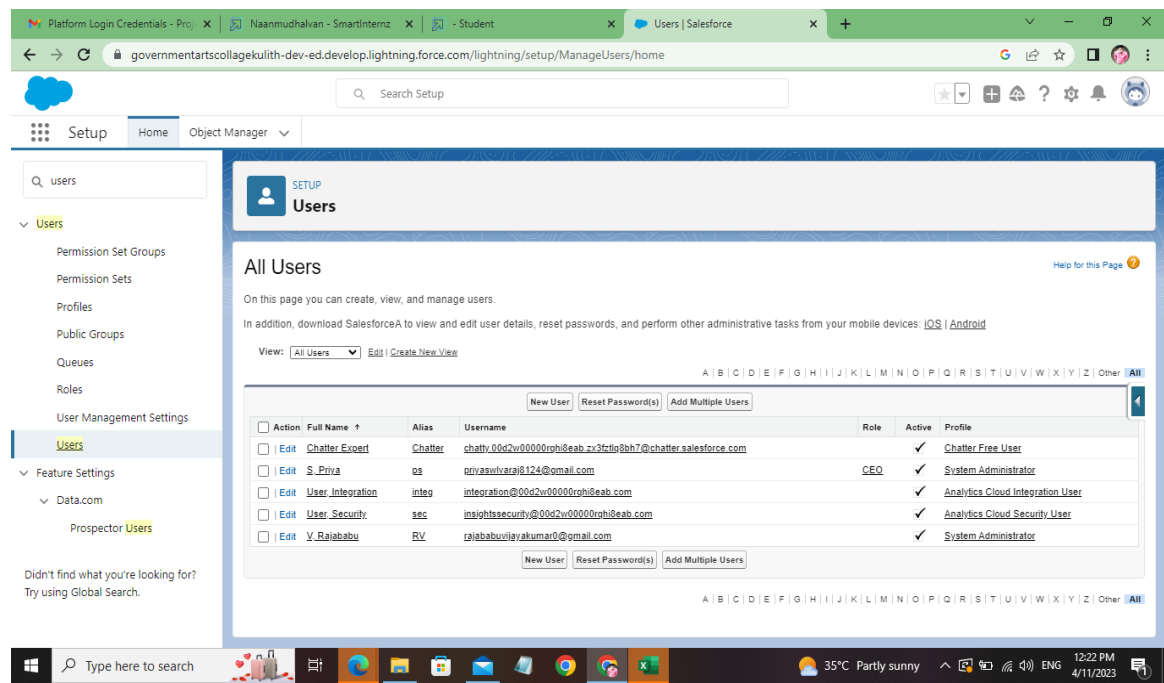 Platform Login Credentials - Proj
Naanmudhalvan - SmartInternz
- Student
Users | Salesforce
governmentartscollagekulith-dev-ed.develop.lightning.force.com/lightning/setup/ManageUsers/home
Search Setup
Setup
Home
Object Manager
users
Users
Permission Set Groups
Permission Sets
Profiles
Public Groups
Queues
Roles
User Management Settings
Users
Feature Settings
Data.com
Prospector Users
Didn't find what you're looking for?
Try using Global Search.
SETUP
Users
All Users
Help for this Page
On this page you can create, view, and manage users.
In addition, download SalesforceA to view and edit user details, reset passwords, and perform other administrative tasks from your mobile devices: iOS | Android
View: All Users Edit | Create New View
A | B | C | D | E | F | G | H | I | J | K | L | M | N | O | P | Q | R | S | T | U | V | W | X | Y | Z | Other All
New User Reset Password(s) Add Multiple Users
Action Full Name ↑ Alias Username Role Active Profile
| Edit Chatter Expert Chatter chatty.00d2w00000rqhi8eab.zx3fztlq8bh7@chatter.salesforce.com Chatter Free User
| Edit S, Priya ps priyaswlvaraj8124@gmail.com CEO System Administrator
| Edit User, Integration integ integration@00d2w00000rqhi8eab.com Analytics Cloud Integration User
| Edit User, Security sec insightssecurity@00d2w00000rqhi8eab.com Analytics Cloud Security User
| Edit V, Rajababu RV rajababuvijayakumar0@gmail.com System Administrator
New User Reset Password(s) Add Multiple Users
A | B | C | D | E | F | G | H | I | J | K | L | M | N | O | P | Q | R | S | T | U | V | W | X | Y | Z | Other All
Type here to search
35°C Partly sunny
ENG
12:22 PM
4/11/2023